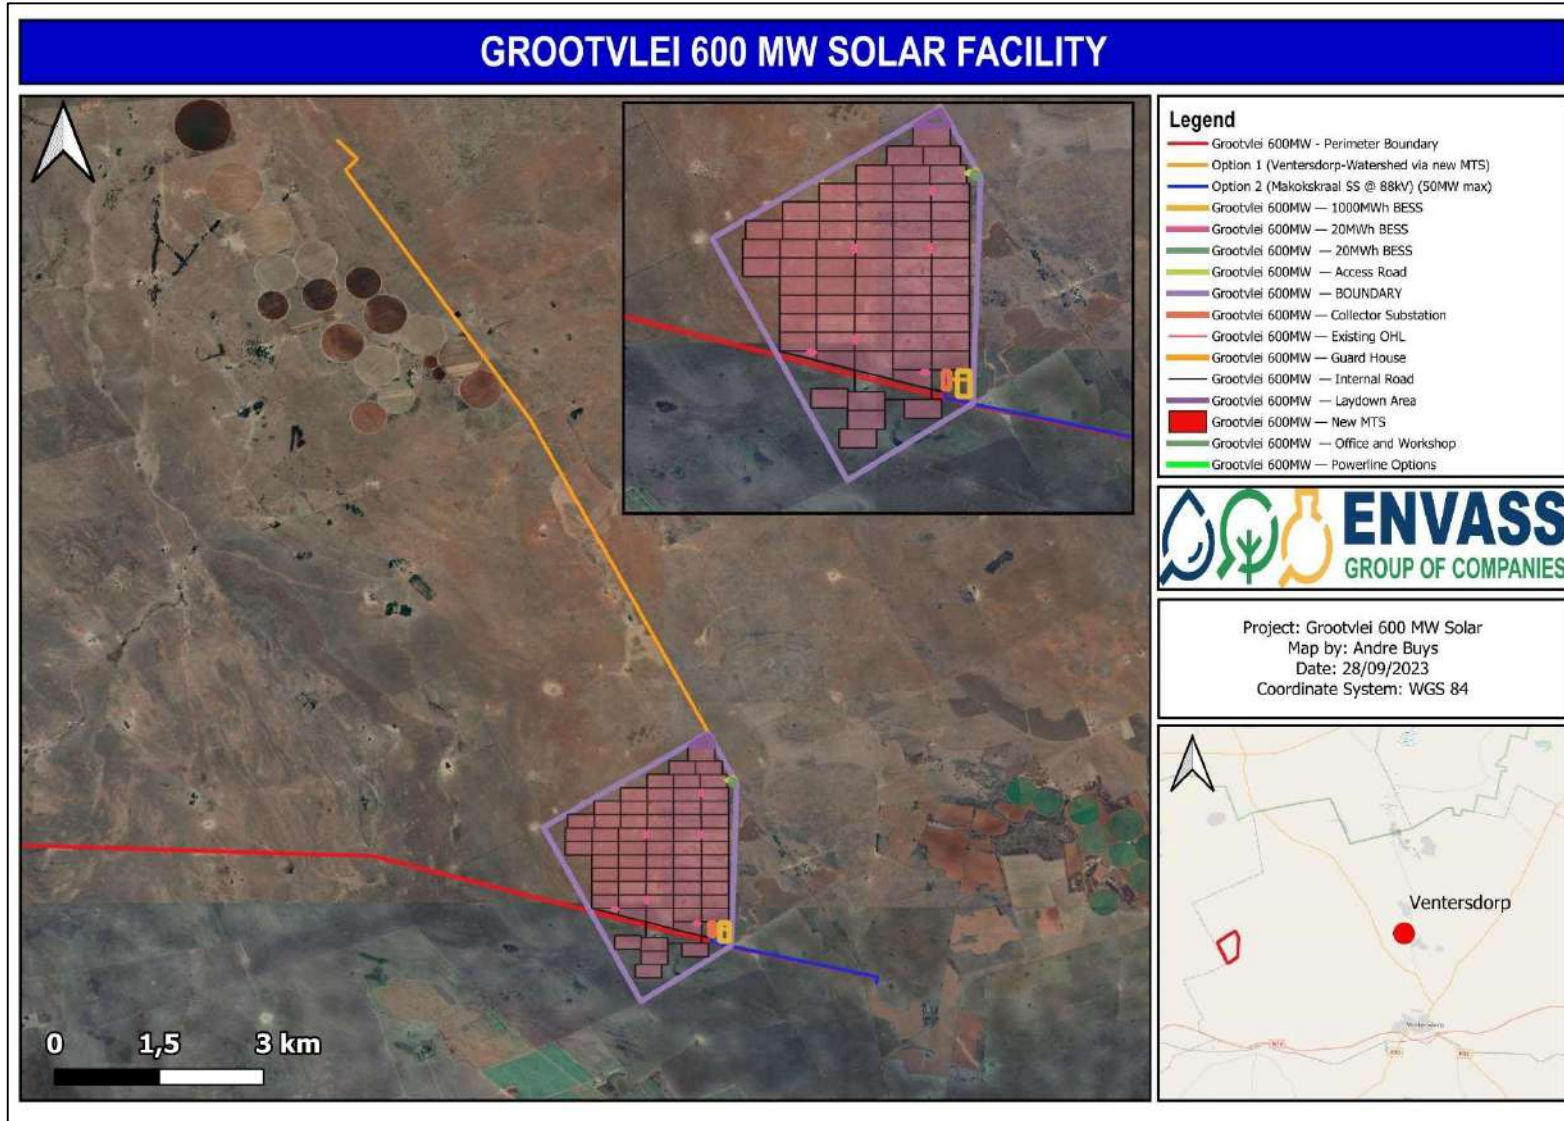 GROOTVLEI 600 MW SOLAR FACILITY
Legend
Grootvlei 600MW - Perimeter Boundary
Option 1 (Ventersdorp-Watershed via new MTS)
Option 2 (Makokskraal SS @ 88kV) (50MW max)
Grootvlei 600MW — 1000MWh BESS
Grootvlei 600MW — 20MWh BESS
Grootvlei 600MW — 20MWh BESS
Grootvlei 600MW — Access Road
Grootvlei 600MW — BOUNDARY
Grootvlei 600MW — Collector Substation
Grootvlei 600MW — Existing OHL
Grootvlei 600MW — Guard House
Grootvlei 600MW — Internal Road
Grootvlei 600MW — Laydown Area
Grootvlei 600MW — New MTS
Grootvlei 600MW — Office and Workshop
Grootvlei 600MW — Powerline Options
ENVASS
GROUP OF COMPANIES
Project: Grootvlei 600 MW Solar
Map by: Andre Buys
Date: 28/09/2023
Coordinate System: WGS 84
Ventersdorp
Ventersdorp
N14
0 1,5 3 km